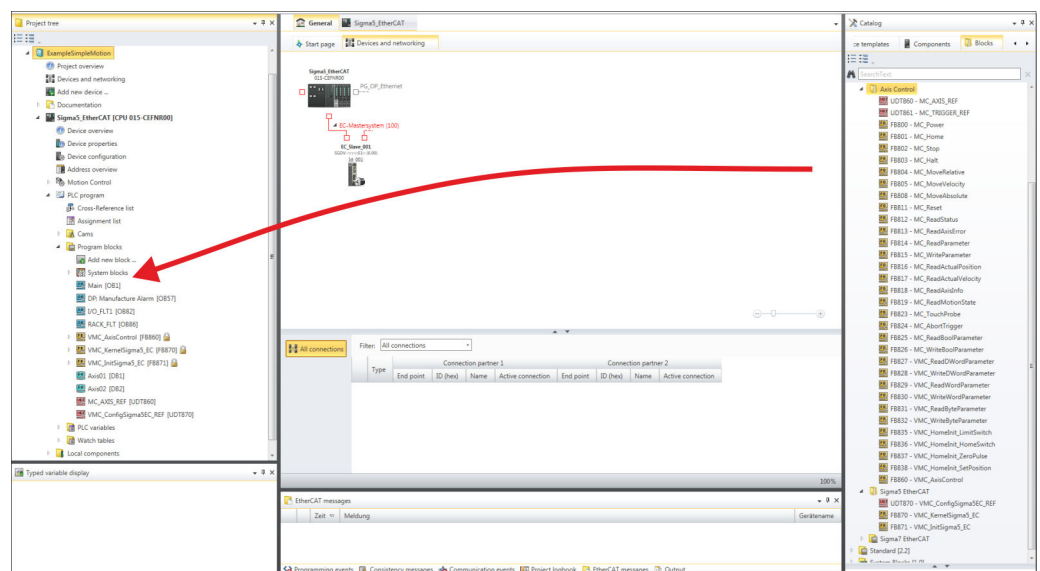 Project tree
ExampleSimpleMotion
Project overview
Devices and networking
Add new device ...
Documentation
Sigma5_EtherCAT [CPU 015-CEFNR00]
Device overview
Device properties
Device configuration
Address overview
Motion Control
PLC program
Cross-Reference list
Assignment list
Cams
Program blocks
Add new block ...
System blocks
Main [OB1]
DP: Manufacture Alarm [OB57]
I/O_FLT1 [OB82]
RACK_FLT [OB86]
VMC_AxisControl [FB860]
VMC_KernelSigma5_EC [FB870]
VMC_InitSigma5_EC [FB871]
Axis01 [DB1]
Axis02 [DB2]
MC_AXIS_REF [UDT860]
VMC_ConfigSigma5EC_REF [UDT870]
PLC variables
Watch tables
Local components
Typed variable display
General Sigma5_EtherCAT
Start page Devices and networking
Sigma5_EtherCAT
015-CEFNR00
PG_OP_Ethernet
EC-Mastersystem (100)
EC_Slave_001
Id 001
All connections Filter: All connections
Type Connection partner 1 Connection partner 2
End point ID (hex) Name Active connection End point ID (hex) Name Active connection
100%
EtherCAT messages
Zeit Meldung Gerätename
Programming events Consistency messages Communication events Project logbook EtherCAT messages Output
Catalog
ce templates Components Blocks
SearchText
Axis Control
UDT860 - MC_AXIS_REF
UDT861 - MC_TRIGGER_REF
FB800 - MC_Power
FB801 - MC_Home
FB802 - MC_Stop
FB803 - MC_Halt
FB804 - MC_MoveRelative
FB805 - MC_MoveVelocity
FB808 - MC_MoveAbsolute
FB811 - MC_Reset
FB812 - MC_ReadStatus
FB813 - MC_ReadAxisError
FB814 - MC_ReadParameter
FB815 - MC_WriteParameter
FB816 - MC_ReadActualPosition
FB817 - MC_ReadActualVelocity
FB818 - MC_ReadAxisInfo
FB819 - MC_ReadMotionState
FB823 - MC_TouchProbe
FB824 - MC_AbortTrigger
FB825 - MC_ReadBoolParameter
FB826 - MC_WriteBoolParameter
FB827 - VMC_ReadDWordParameter
FB828 - VMC_WriteDWordParameter
FB829 - VMC_ReadWordParameter
FB830 - VMC_WriteWordParameter
FB831 - VMC_ReadByteParameter
FB832 - VMC_WriteByteParameter
FB835 - VMC_HomeInit_LimitSwitch
FB836 - VMC_HomeInit_HomeSwitch
FB837 - VMC_HomeInit_ZeroPulse
FB838 - VMC_HomeInit_SetPosition
FB860 - VMC_AxisControl
Sigma5 EtherCAT
UDT870 - VMC_ConfigSigma5EC_REF
FB870 - VMC_KernelSigma5_EC
FB871 - VMC_InitSigma5_EC
Sigma7 EtherCAT
Standard [2.2]
System Blocks [1.0]